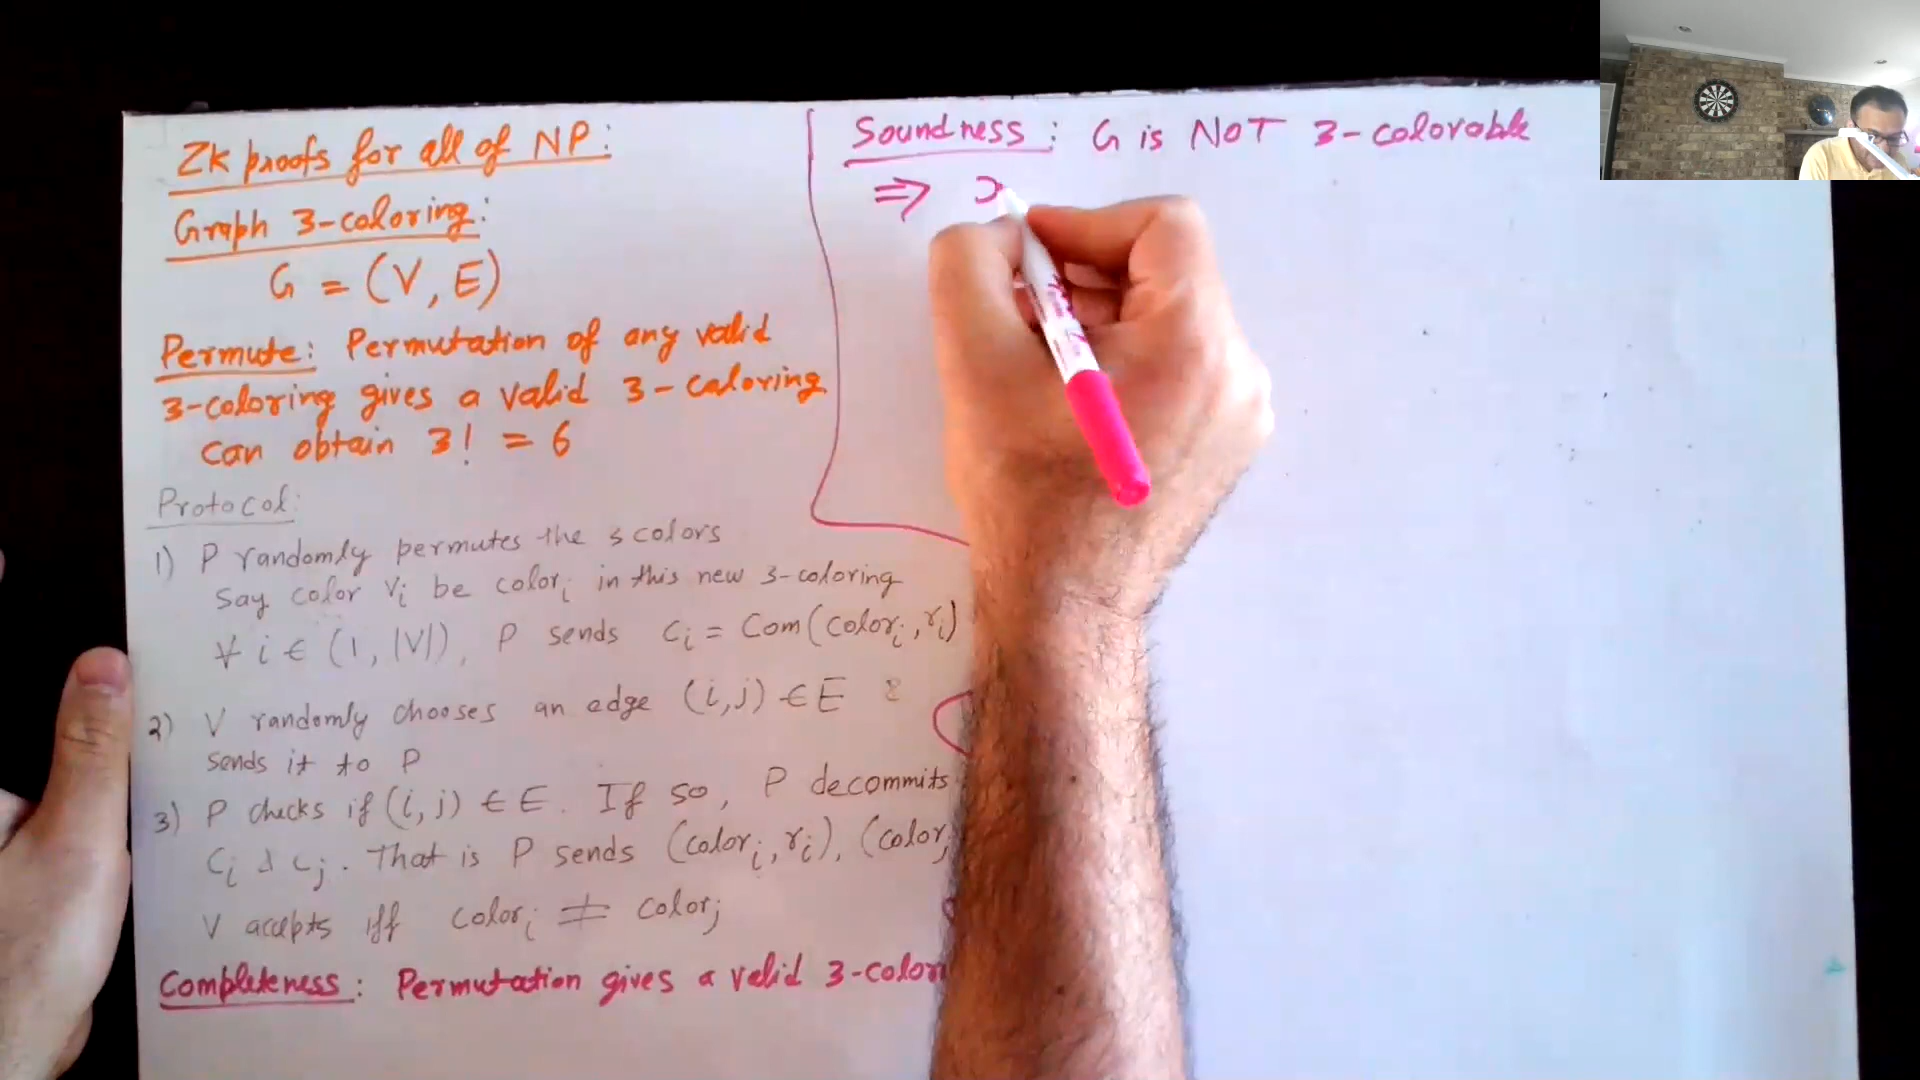 ZK proofs for all of NP:
Graph 3-coloring:
G = (V, E)
Permute: Permutation of any valid
3-coloring gives a valid 3-coloring
can obtain 3! = 6
Protocol:
1) P randomly permutes the 3 colors
Say color vᵢ be colorᵢ in this new 3-coloring
∀ i ∈ (1, |V|), P sends cᵢ = Com(colorᵢ, rᵢ)
2) V randomly chooses an edge (i,j) ∈ E &
sends it to P
3) P checks if (i, j) ∈ E. If so, P decommits
cᵢ & cⱼ. That is P sends (colorᵢ, rᵢ), (color
V accepts iff colorᵢ ≠ colorⱼ
Completeness: Permutation gives a valid 3-colori
Soundness: G is NOT 3-colorable
⇒